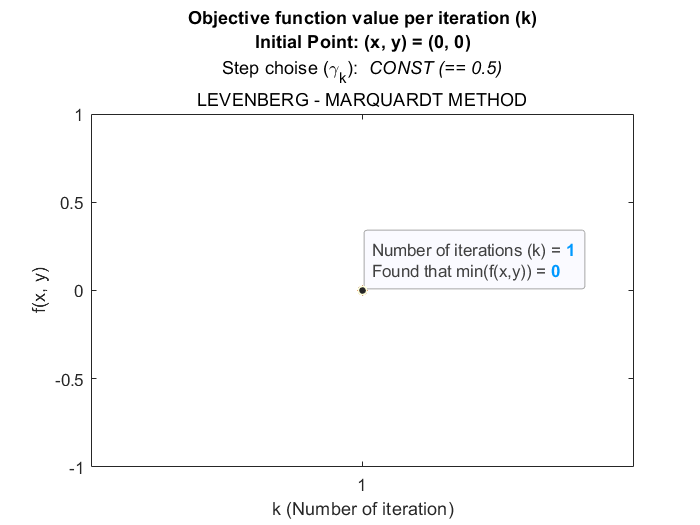 Objective function value per iteration (k)
Initial Point: (x, y) = (0, 0)
Step choise (γk): CONST (== 0.5)
LEVENBERG - MARQUARDT METHOD
1
0.5
0
-0.5
-1
f(x, y)
Number of iterations (k) = 1
Found that min(f(x,y)) = 0
1
k (Number of iteration)